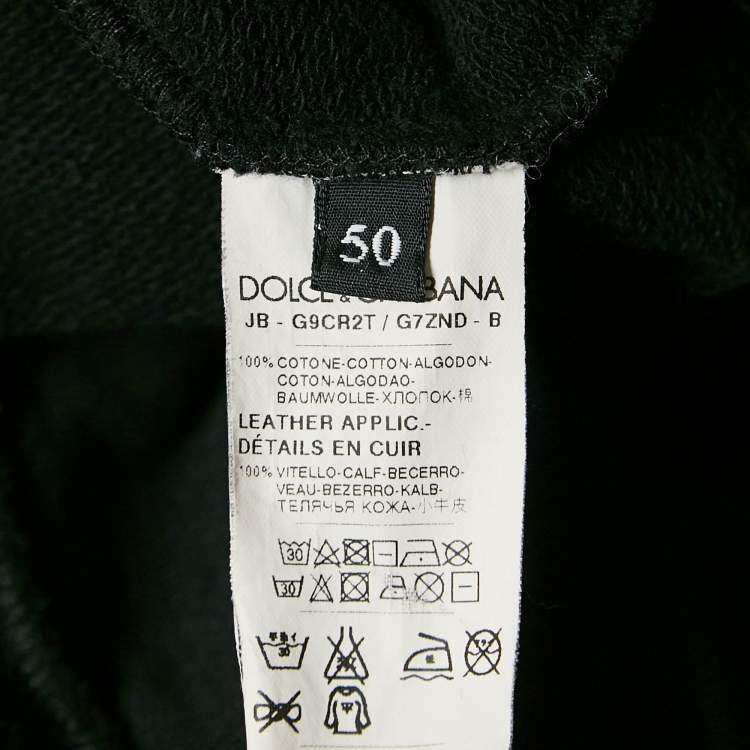 50
DOLCE & GABBANA
JB - G9CR2T / G7ZND - B
100% COTONE-COTTON-ALGODON-
COTON-ALGODAO-
BAUMWOLLE-ХЛОПОК-棉
LEATHER APPLIC.-
DÉTAILS EN CUIR
100% VITELLO-CALF-BECERRO-
VEAU-BEZERRO-KALB-
ТЕЛЯЧЬЯ КОЖА-小牛皮
30
30
30
低